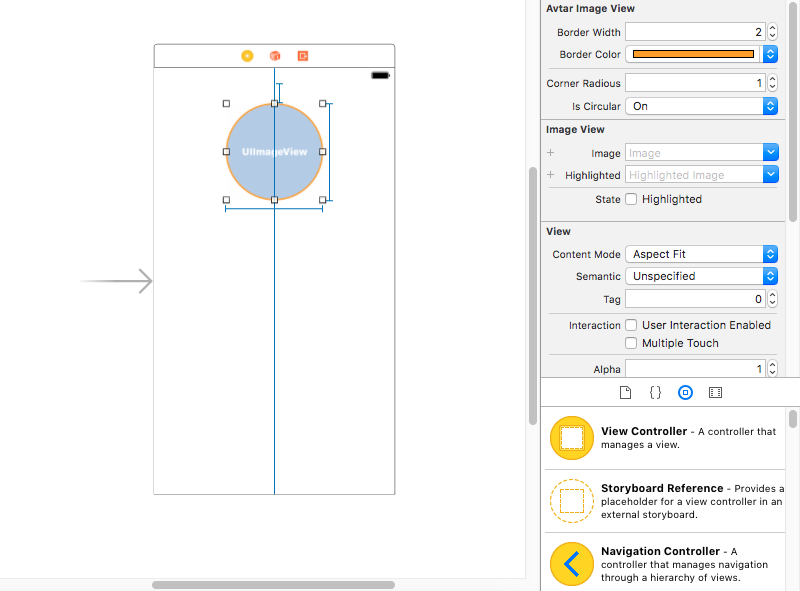 UIImageView
Avtar Image View
Border Width 2
Border Color
Corner Radious 1
Is Circular On
Image View
+ Image Image
+ Highlighted Highlighted Image
State Highlighted
View
Content Mode Aspect Fit
Semantic Unspecified
Tag 0
Interaction User Interaction Enabled
Multiple Touch
Alpha 1
{}
View Controller - A controller that
manages a view.
Storyboard Reference - Provides a
placeholder for a view controller in an
external storyboard.
Navigation Controller - A
controller that manages navigation
through a hierarchy of views.